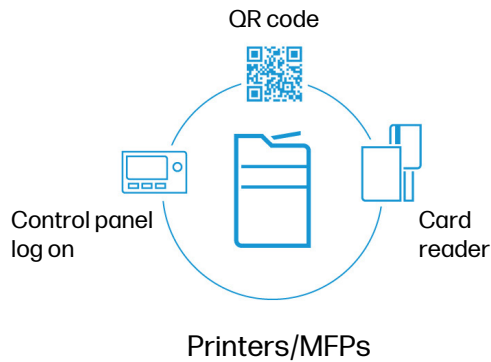 QR code
Control panel
log on
Card
reader
Printers/MFPs